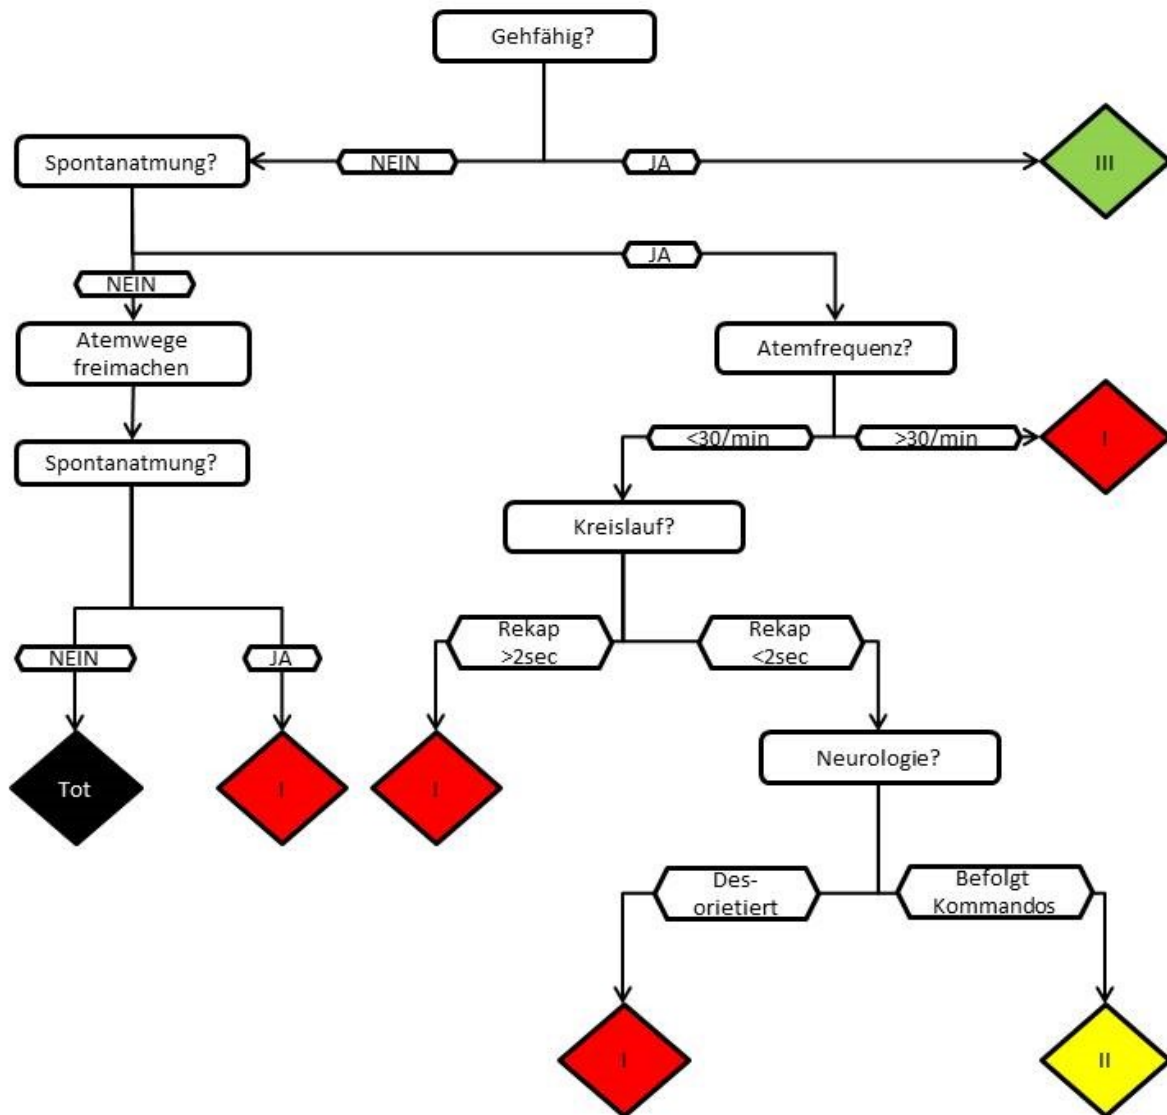 Gehfähig?
Spontanatmung?
NEIN
JA
III
JA
NEIN
Atemwege
freimachen
Atemfrequenz?
<30/min
>30/min
I
Spontanatmung?
Kreislauf?
Rekap
>2sec
Rekap
<2sec
NEIN
JA
Neurologie?
Tot
I
I
Des-
orietiert
Befolgt
Kommandos
I
II